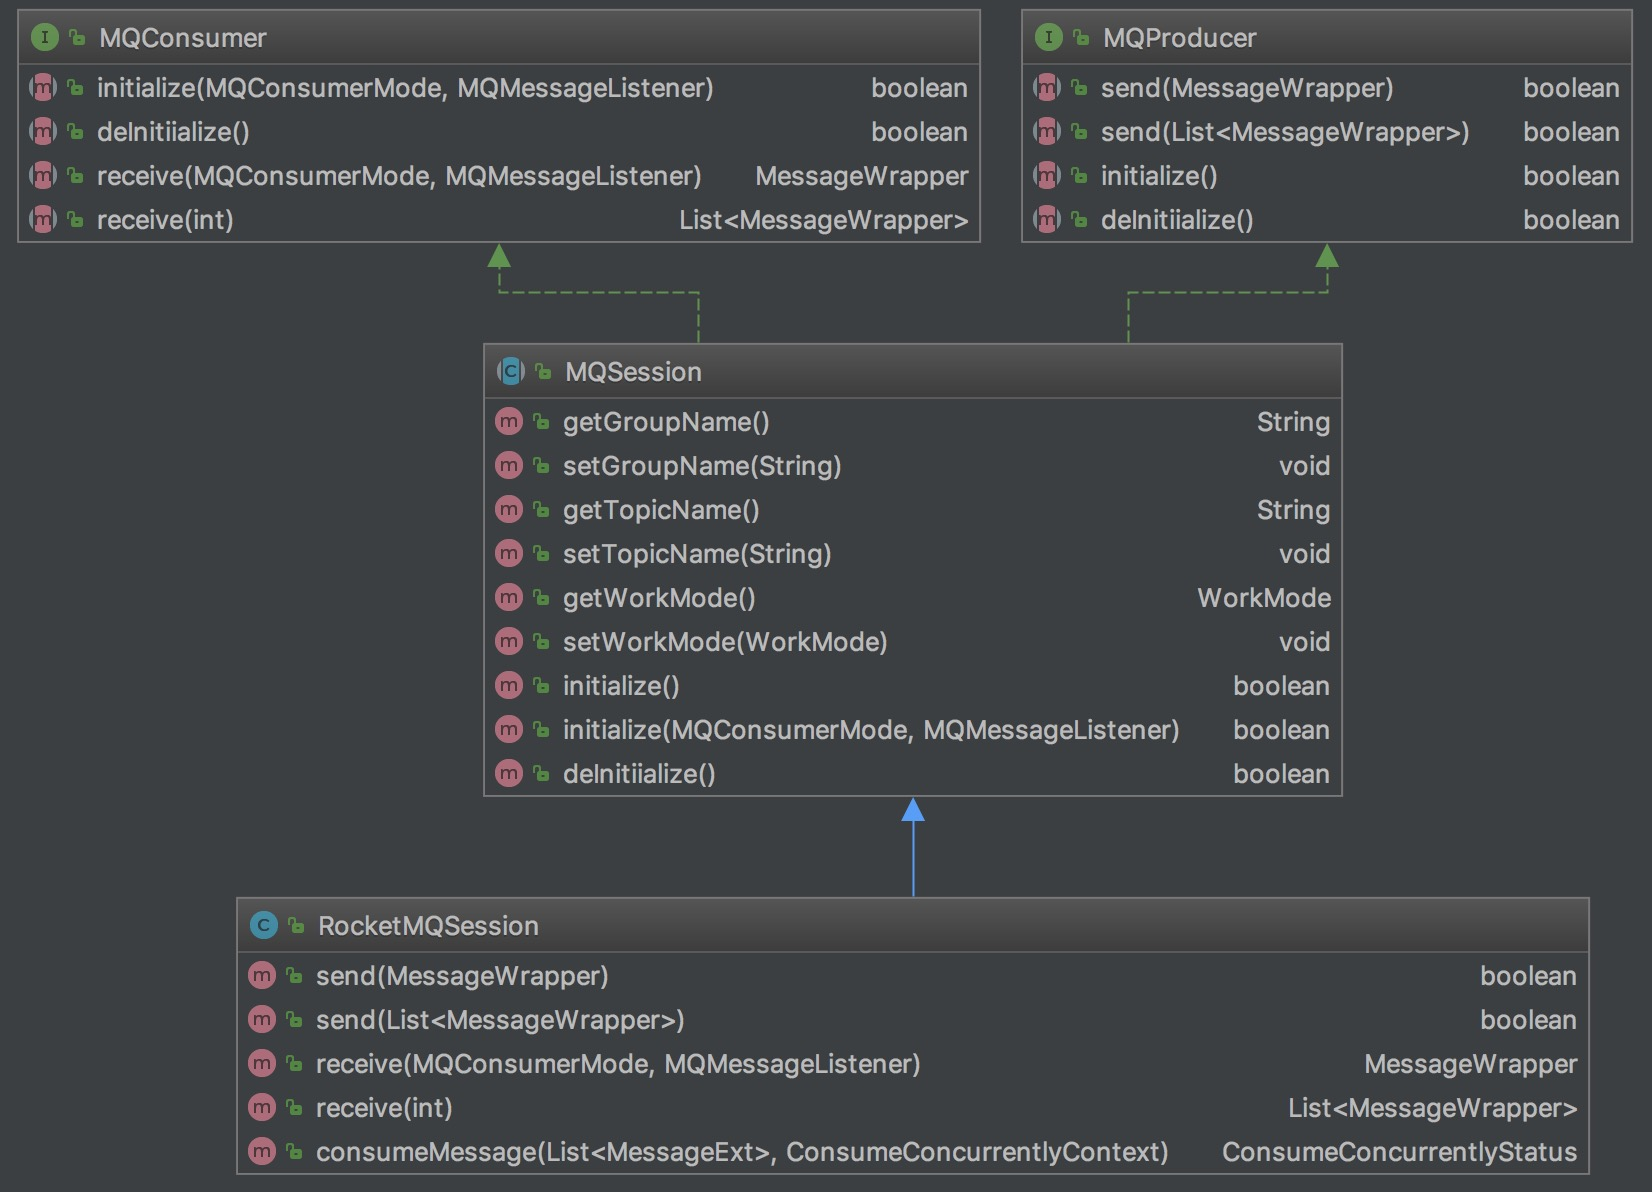 I MQConsumer
m initialize(MQConsumerMode, MQMessageListener) boolean
m deInitiialize() boolean
m receive(MQConsumerMode, MQMessageListener) MessageWrapper
m receive(int) List<MessageWrapper>
I MQProducer
m send(MessageWrapper) boolean
m send(List<MessageWrapper>) boolean
m initialize() boolean
m deInitiialize() boolean
C MQSession
m getGroupName() String
m setGroupName(String) void
m getTopicName() String
m setTopicName(String) void
m getWorkMode() WorkMode
m setWorkMode(WorkMode) void
m initialize() boolean
m initialize(MQConsumerMode, MQMessageListener) boolean
m deInitiialize() boolean
C RocketMQSession
m send(MessageWrapper) boolean
m send(List<MessageWrapper>) boolean
m receive(MQConsumerMode, MQMessageListener) MessageWrapper
m receive(int) List<MessageWrapper>
m consumeMessage(List<MessageExt>, ConsumeConcurrentlyContext) ConsumeConcurrentlyStatus